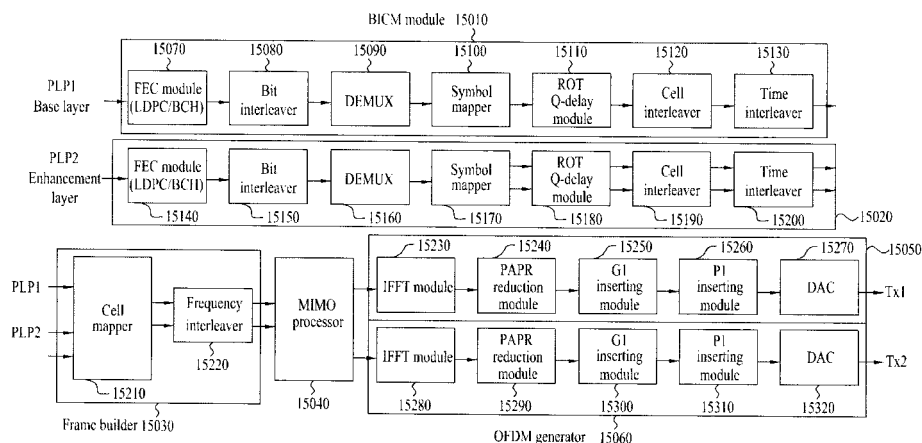 BICM module 15010
15070 15080 15090 15100 15110 15120 15130
PLP1
Base layer
FEC module
(LDPC/BCH)
Bit
interleaver
DEMUX
Symbol
mapper
ROT
Q-delay
module
Cell
interleaver
Time
interleaver
PLP2
Enhancement
layer
FEC module
(LDPC/BCH)
Bit
interleaver
DEMUX
Symbol
mapper
ROT
Q-delay
module
Cell
interleaver
Time
interleaver
15140 15150 15160 15170 15180 15190 15200
15020
15230 15240 15250 15260 15270
15050
PLP1
PLP2
Cell
mapper
Frequency
interleaver
15220
15210
Frame builder 15030
MIMO
processor
15040
IFFT module
PAPR
reduction
module
G1
inserting
module
P1
inserting
module
DAC
Tx1
IFFT module
PAPR
reduction
module
G1
inserting
module
P1
inserting
module
DAC
Tx2
15280 15290 15300 15310 15320
OFDM generator 15060